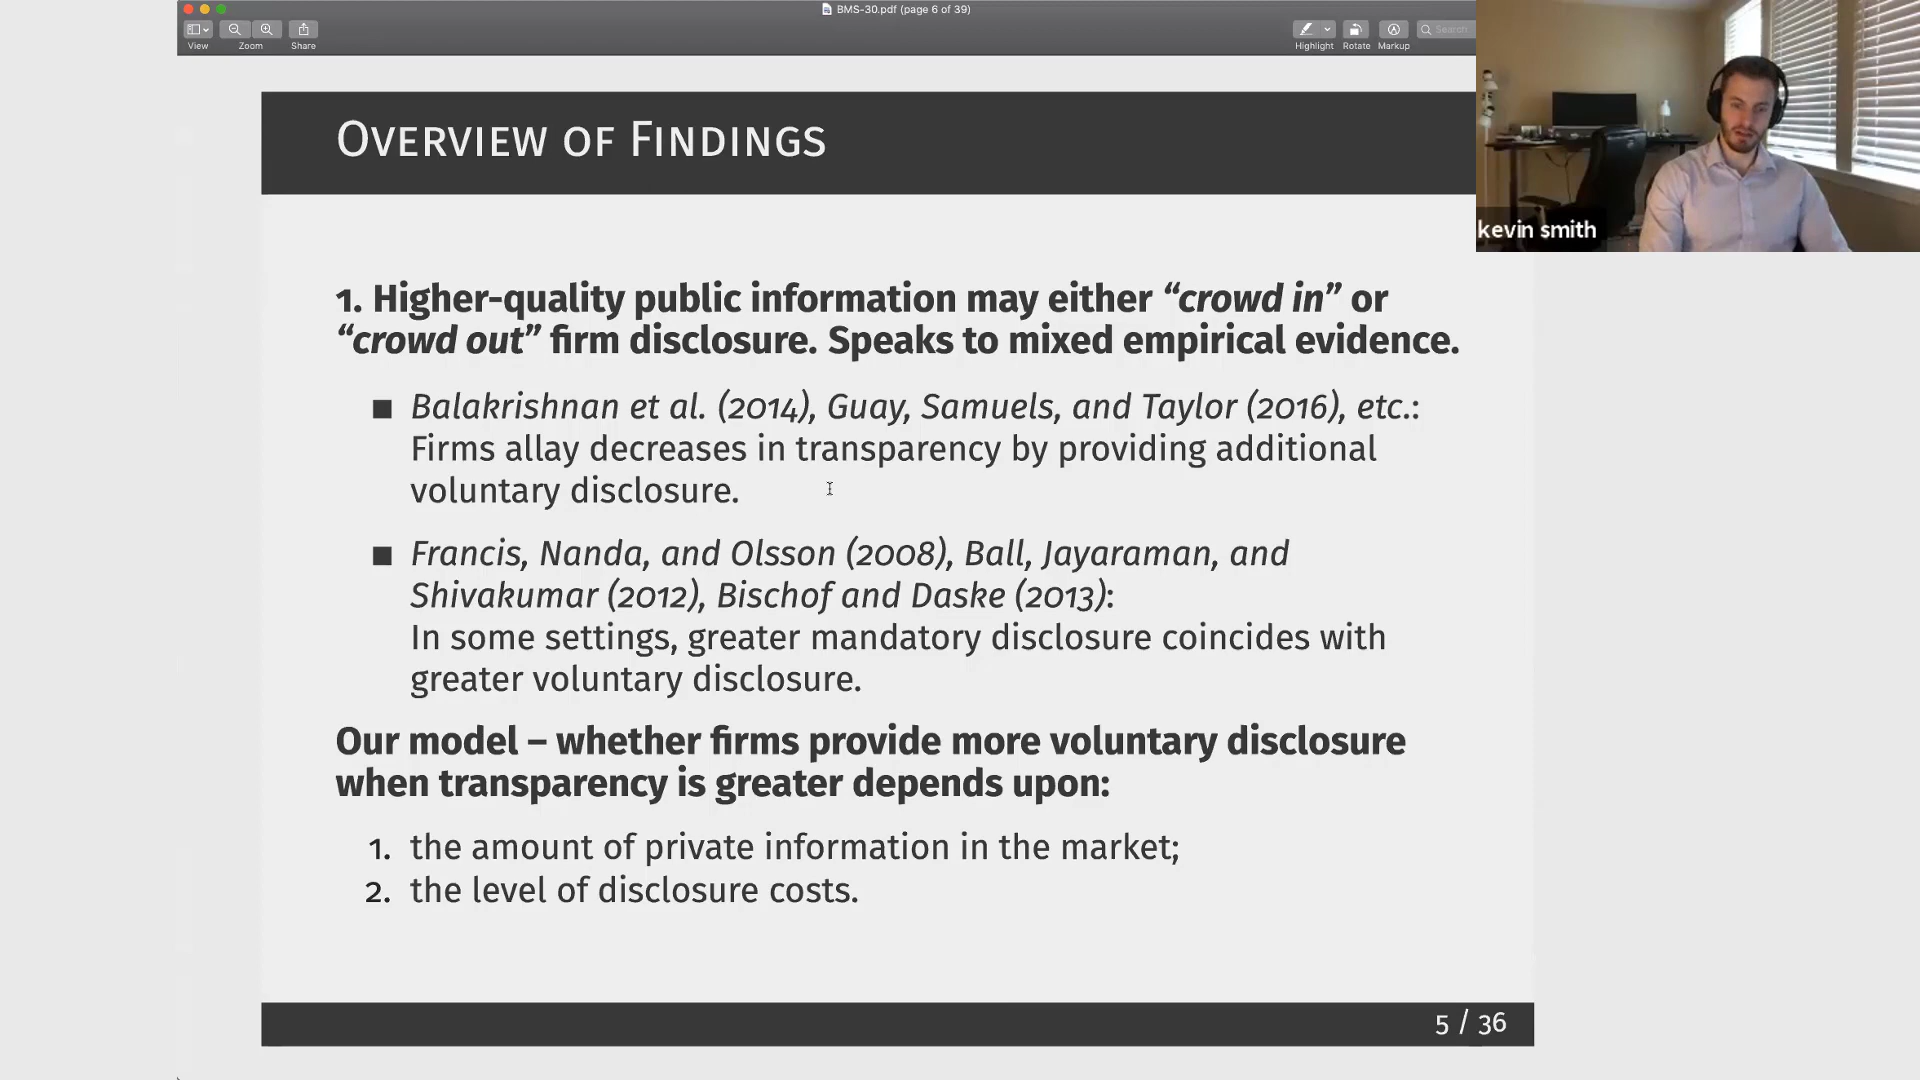 BMS-30.pdf (page 6 of 39)
View
Zoom
Share
Highlight
Rotate
Markup
Search
OVERVIEW OF FINDINGS
kevin smith
1. Higher-quality public information may either “crowd in” or
“crowd out” firm disclosure. Speaks to mixed empirical evidence.
■ Balakrishnan et al. (2014), Guay, Samuels, and Taylor (2016), etc.:
Firms allay decreases in transparency by providing additional
voluntary disclosure.
■ Francis, Nanda, and Olsson (2008), Ball, Jayaraman, and
Shivakumar (2012), Bischof and Daske (2013):
In some settings, greater mandatory disclosure coincides with
greater voluntary disclosure.
Our model – whether firms provide more voluntary disclosure
when transparency is greater depends upon:
1. the amount of private information in the market;
2. the level of disclosure costs.
5 / 36